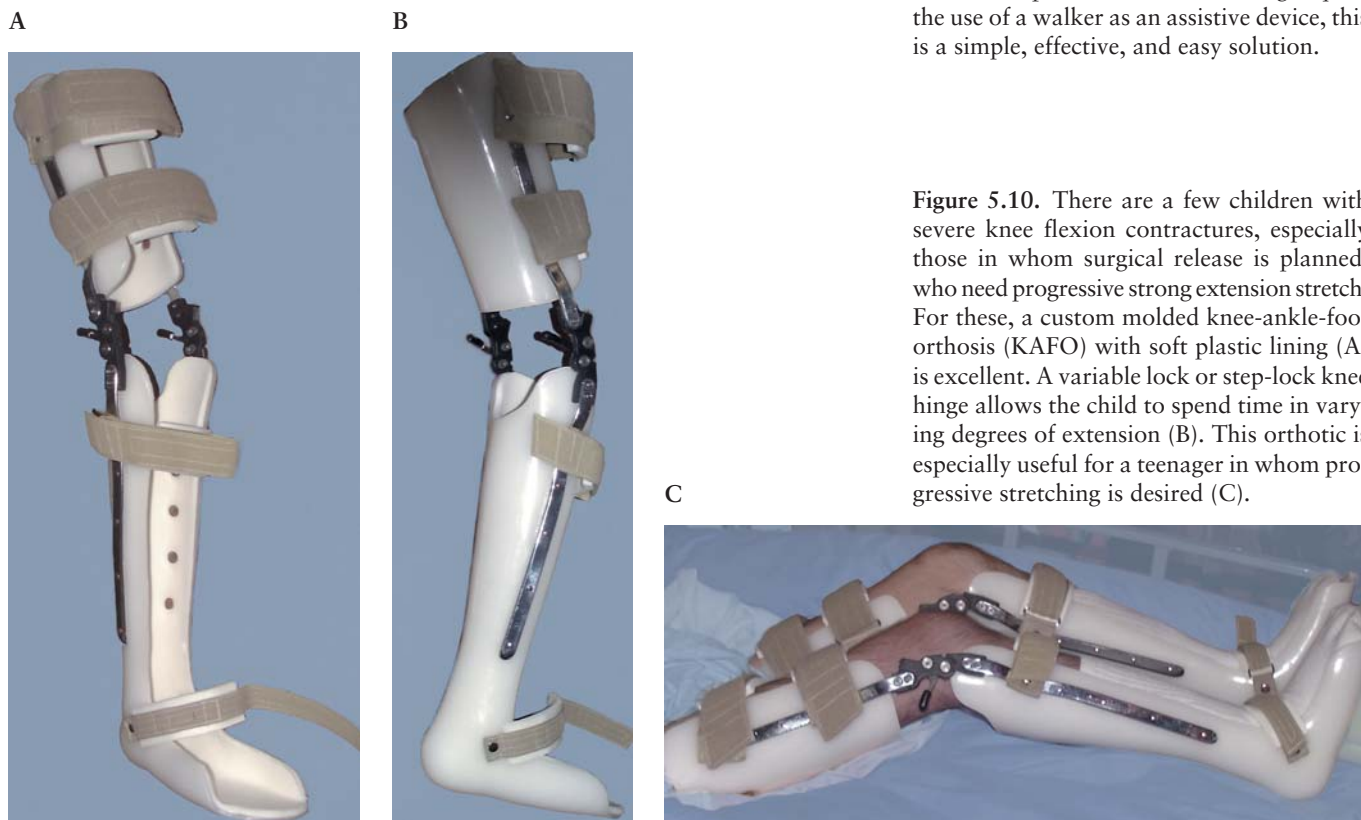 A
B
the use of a walker as an assistive device, this
is a simple, effective, and easy solution.
Figure 5.10. There are a few children with
severe knee flexion contractures, especially
those in whom surgical release is planned
who need progressive strong extension stretch
For these, a custom molded knee-ankle-foo
orthosis (KAFO) with soft plastic lining (A
is excellent. A variable lock or step-lock knee
hinge allows the child to spend time in vary
ing degrees of extension (B). This orthotic is
especially useful for a teenager in whom pro
gressive stretching is desired (C).
C